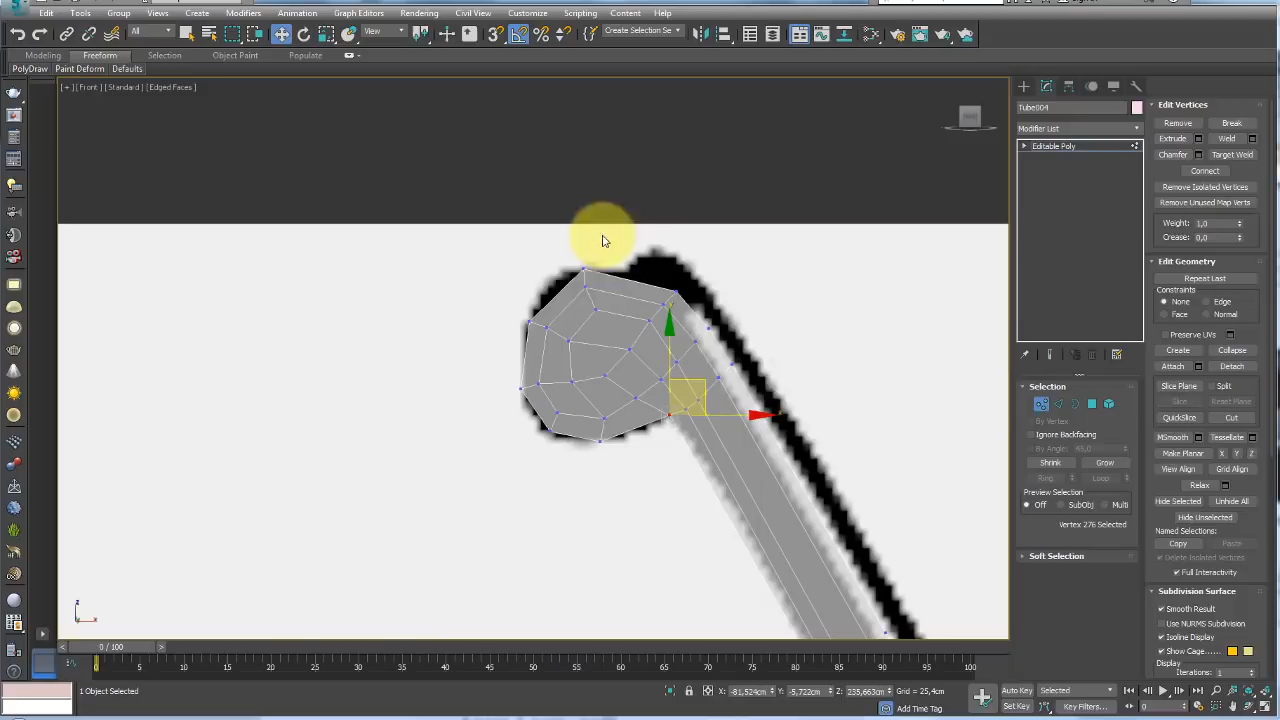 Edit Tools Group Views Create Modifiers Animation Graph Editors Rendering Civil View Customize Scripting Content Help
All View Create Selection Se
Modeling Freeform Selection Object Paint Populate
PolyDraw Paint Deform Defaults
[+] [Front] [Standard] [Edged Faces]
Tube004
Modifier List
Editable Poly
Selection
By Vertex
Ignore Backfacing
By Angle: 45,0
Shrink Grow
Ring Loop
Preview Selection
Off SubObj Multi
Vertex 276 Selected
Soft Selection
Edit Vertices
Remove Break
Extrude Weld
Chamfer Target Weld
Connect
Remove Isolated Vertices
Remove Unused Map Verts
Weight: 1,0
Crease: 0,0
Edit Geometry
Repeat Last
Constraints
None Edge
Face Normal
Preserve UVs
Create Collapse
Attach Detach
Slice Plane Split
Slice Reset Plane
QuickSlice Cut
MSmooth Tessellate
Make Planar X Y Z
View Align Grid Align
Relax
Hide Selected Unhide All
Hide Unselected
Named Selections:
Copy Paste
Delete Isolated Vertices
Full Interactivity
Subdivision Surface
Smooth Result
Use NURMS Subdivision
Isoline Display
Show Cage......
Display
Iterations: 1
z
x
0 / 100
0 5 10 15 20 25 30 35 40 45 50 55 60 65 70 75 80 85 90 95 100
1 Object Selected X: -81,524cm Y: -5,722cm Z: 235,663cm Grid = 25,4cm Auto Key Selected
Add Time Tag Set Key Key Filters... 0